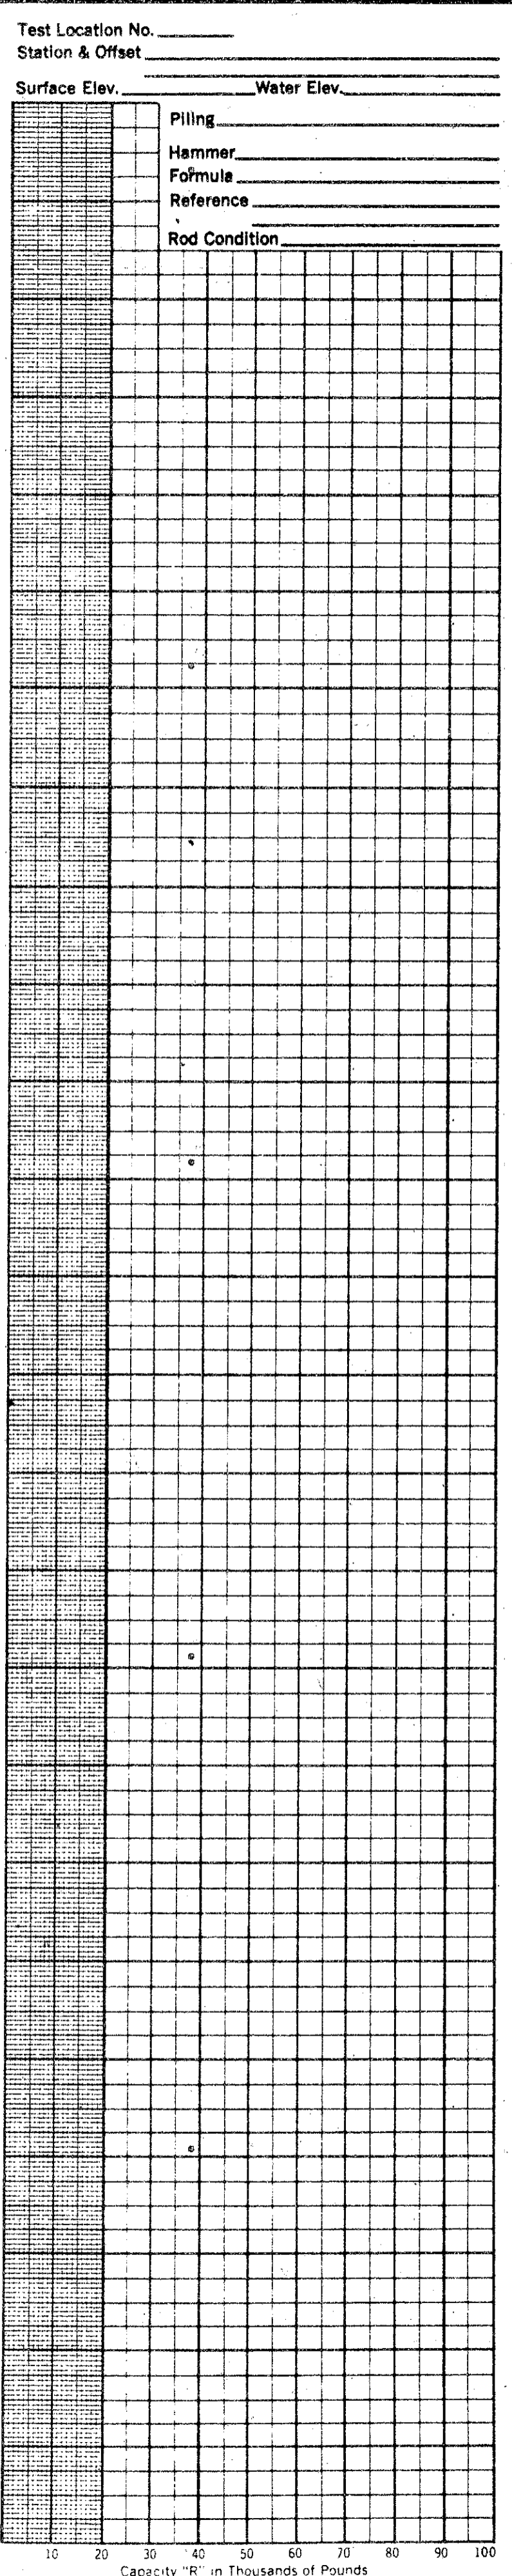 Test Location No.
Station & Offset
Surface Elev. Water Elev.
Piling
Hammer
Formula
Reference
Rod Condition
10 20 30 40 50 60 70 80 90 100
Capacity "R" in Thousands of Pounds